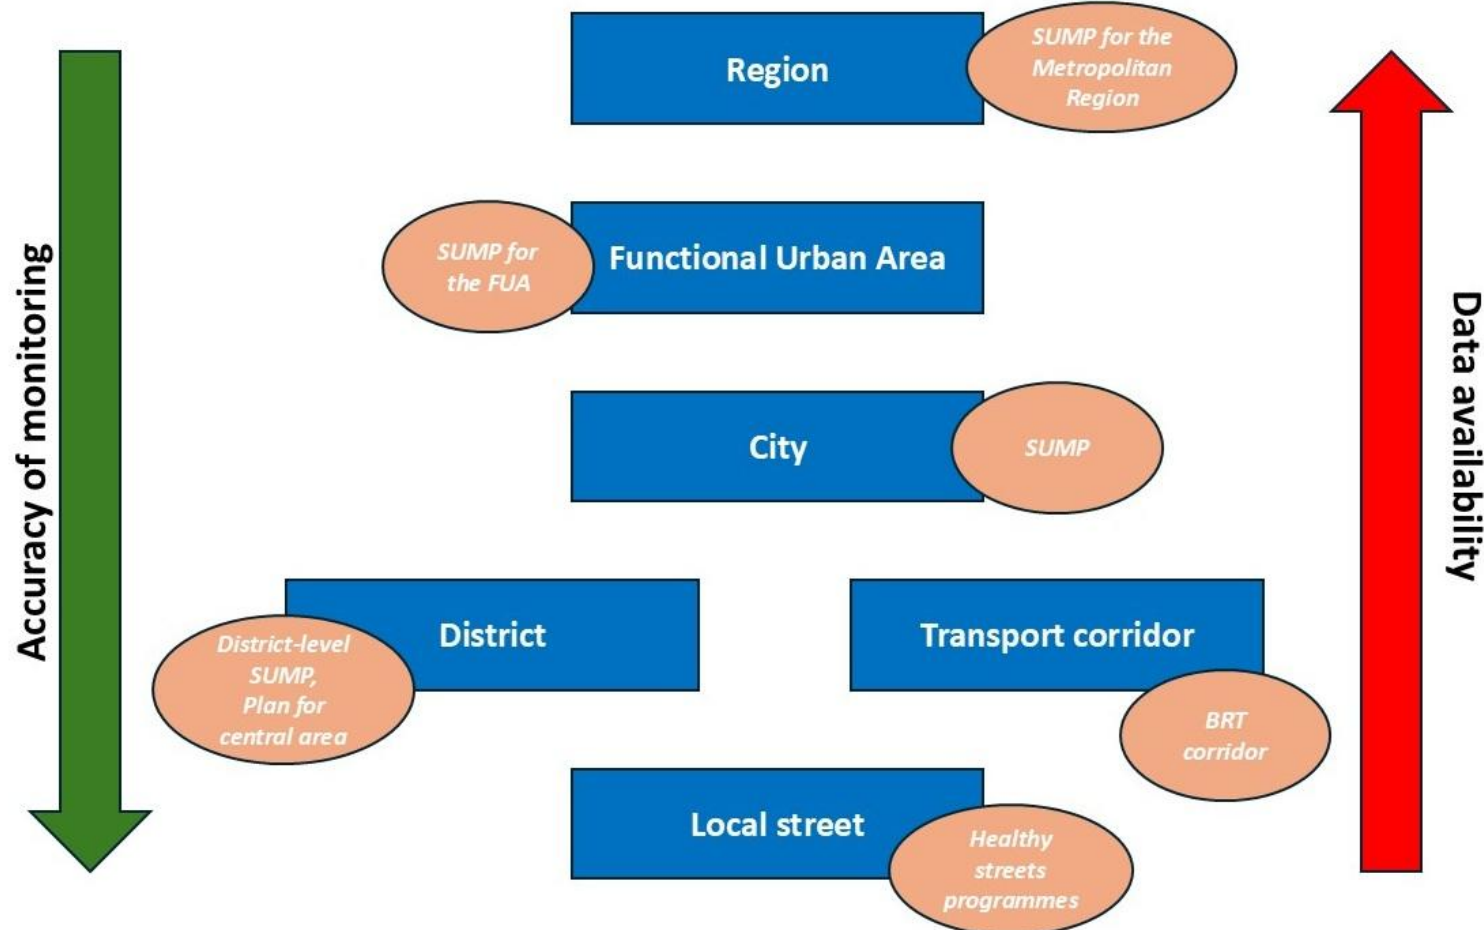 Region
SUMP for the
Metropolitan
Region
SUMP for
the FUA
Functional Urban Area
City
SUMP
District
District-level
SUMP,
Plan for
central area
Transport corridor
BRT
corridor
Local street
Healthy
streets
programmes
Accuracy of monitoring
Data availability